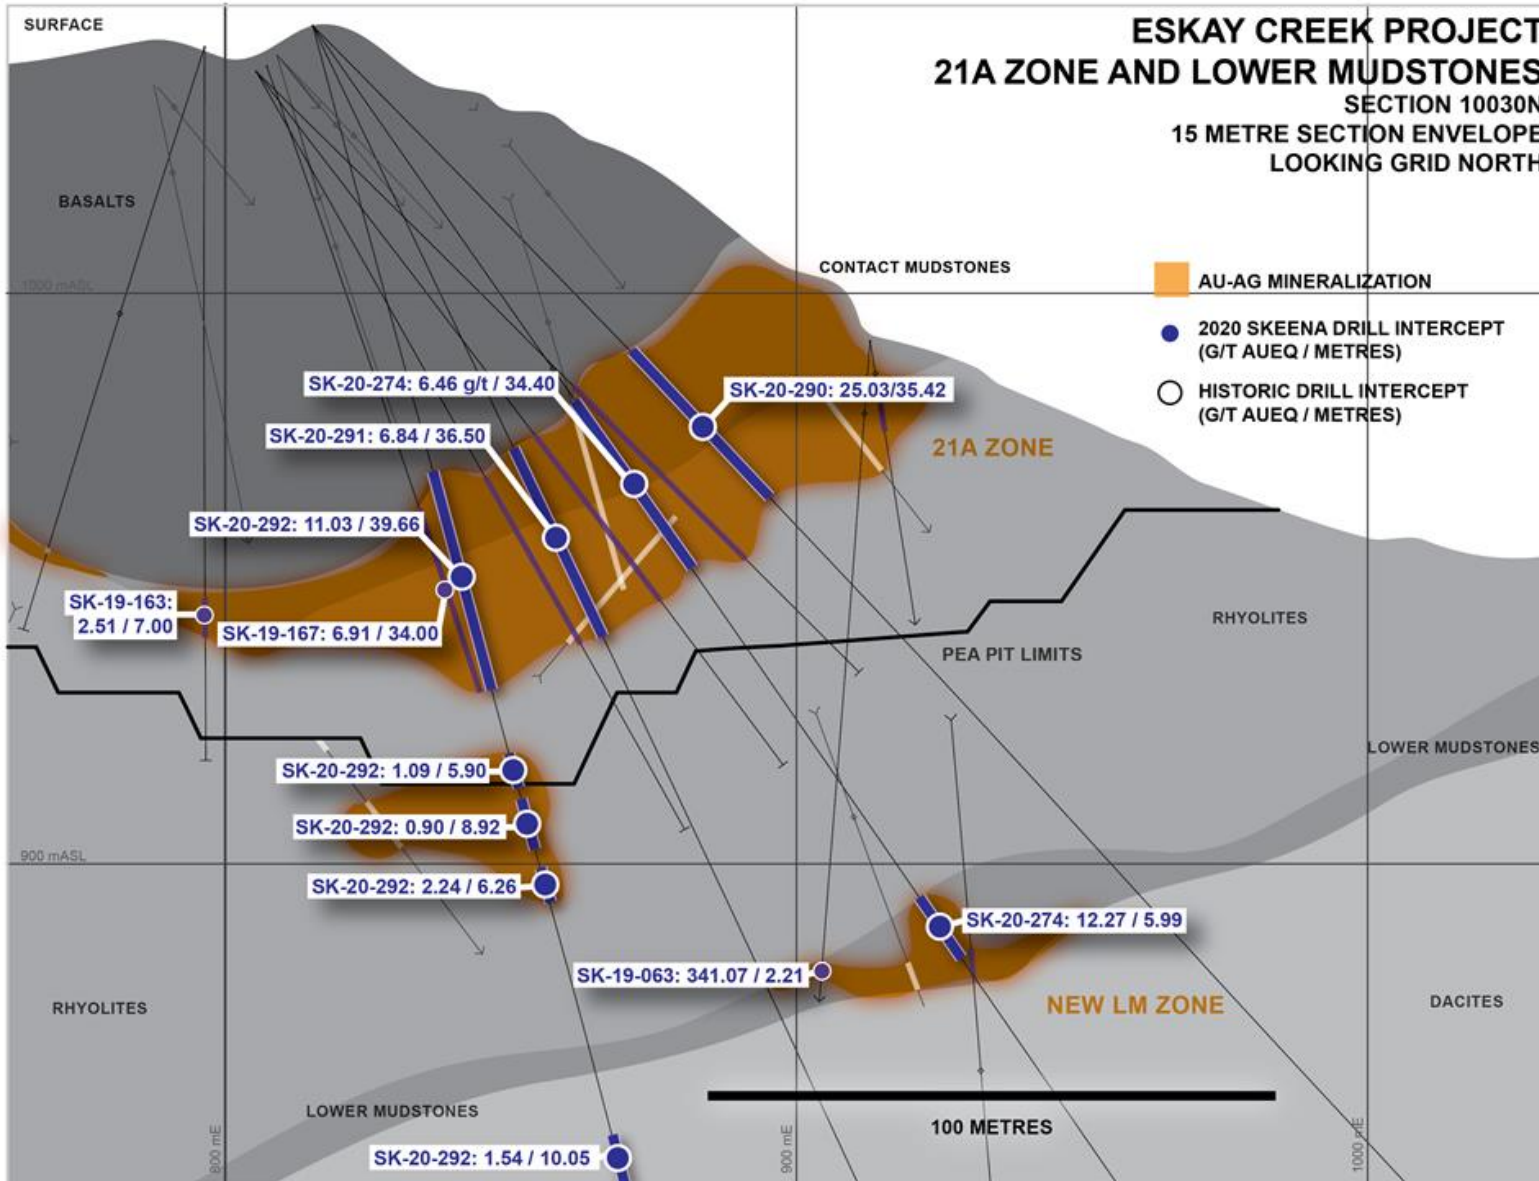 SURFACE
ESKAY CREEK PROJECT
21A ZONE AND LOWER MUDSTONES
SECTION 10030N
15 METRE SECTION ENVELOPE
LOOKING GRID NORTH
BASALTS
CONTACT MUDSTONES
1000 mASL
AU-AG MINERALIZATION
2020 SKEENA DRILL INTERCEPT
(G/T AUEQ / METRES)
HISTORIC DRILL INTERCEPT
(G/T AUEQ / METRES)
SK-20-274: 6.46 g/t / 34.40
SK-20-290: 25.03/35.42
SK-20-291: 6.84 / 36.50
21A ZONE
SK-20-292: 11.03 / 39.66
SK-19-163:
2.51 / 7.00
SK-19-167: 6.91 / 34.00
RHYOLITES
PEA PIT LIMITS
LOWER MUDSTONES
SK-20-292: 1.09 / 5.90
SK-20-292: 0.90 / 8.92
900 mASL
SK-20-292: 2.24 / 6.26
SK-20-274: 12.27 / 5.99
SK-19-063: 341.07 / 2.21
NEW LM ZONE
DACITES
RHYOLITES
LOWER MUDSTONES
100 METRES
SK-20-292: 1.54 / 10.05
800 mE
900 mE
1000 mE